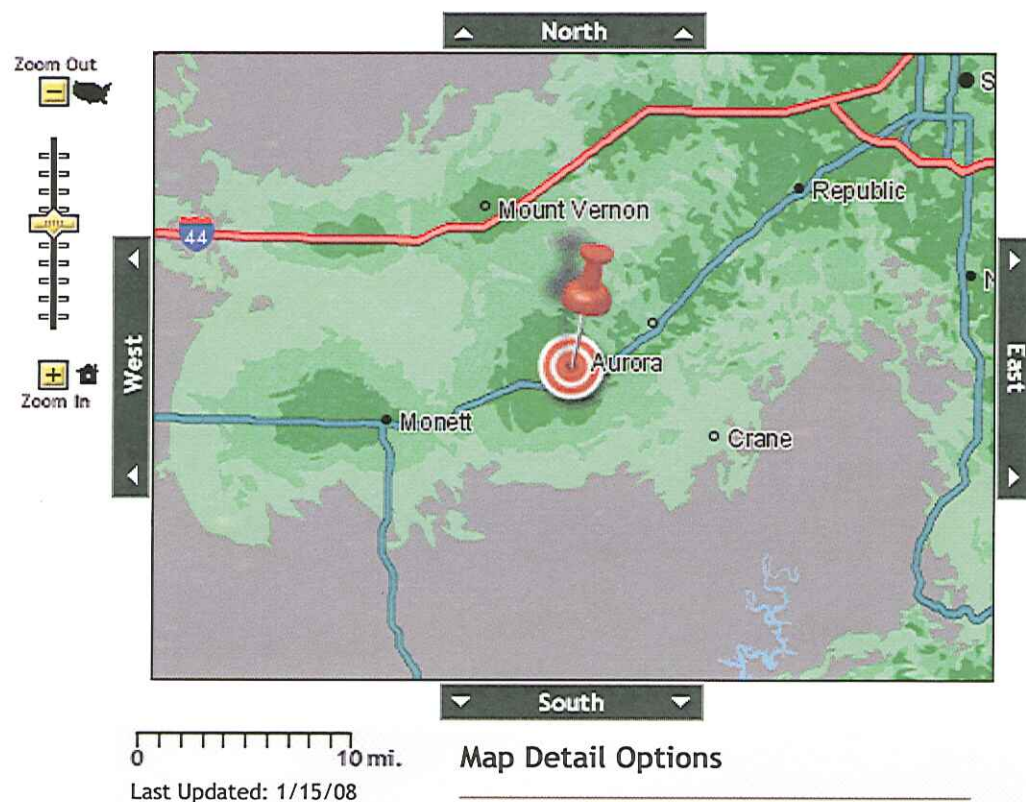 North
Zoom Out
S
Republic
Mount Vernon
44
N
West
East
Aurora
Zoom In
Monett
Crane
South
0 10 mi.
Map Detail Options
Last Updated: 1/15/08